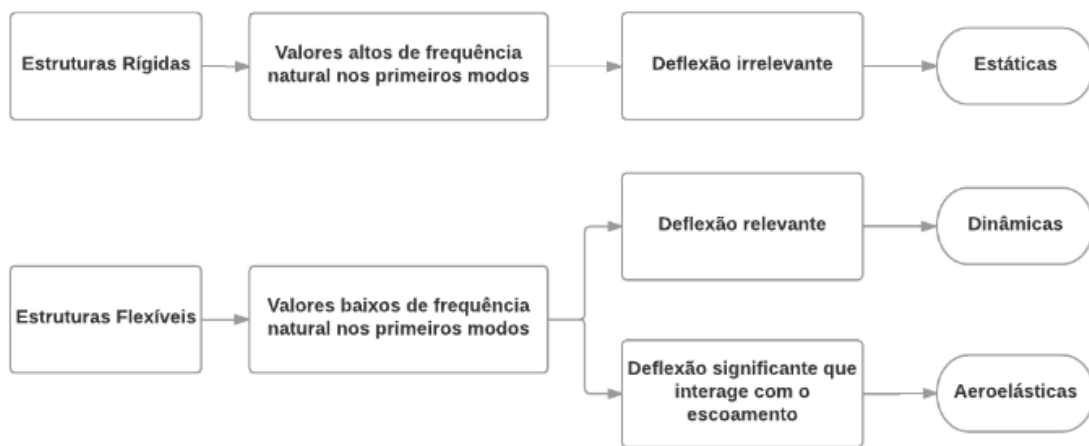 Estruturas Rígidas
Valores altos de frequência
natural nos primeiros modos
Deflexão irrelevante
Estáticas
Estruturas Flexíveis
Valores baixos de frequência
natural nos primeiros modos
Deflexão relevante
Dinâmicas
Deflexão significante que
interage com o
escoamento
Aeroelásticas